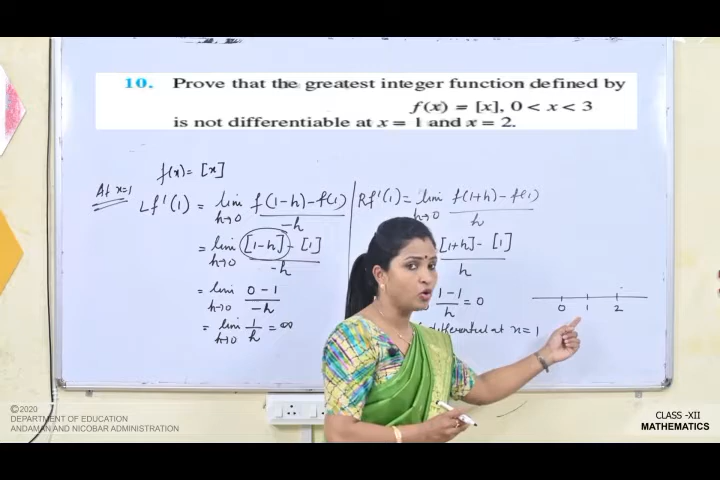 10. Prove that the greatest integer function defined by
f(x) = [x], 0 < x < 3
is not differentiable at x = 1 and x = 2.
f(x) = [x]
At x=1
Lf'(1) = lim h→0 f(1-h) - f(1) / -h
= lim h→0 [1-h] - [1] / -h
= lim h→0 0 - 1 / -h
= lim h→0 1 / h = ∞
Rf'(1) = lim h→0 f(1+h) - f(1) / h
[1+h] - [1] / h
1-1 / h = 0
differential at x = 1
0 1 2
©2020
DEPARTMENT OF EDUCATION
ANDAMAN AND NICOBAR ADMINISTRATION
CLASS -XII
MATHEMATICS